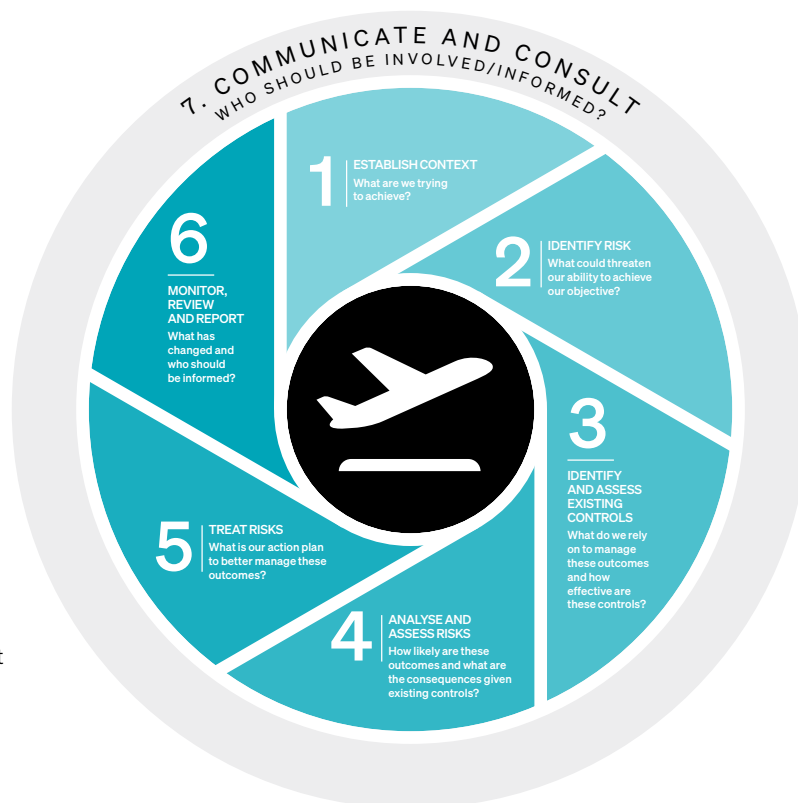 7. COMMUNICATE AND CONSULT
WHO SHOULD BE INVOLVED/INFORMED?
1
ESTABLISH CONTEXT
What are we trying
to achieve?
2
IDENTIFY RISK
What could threaten
our ability to achieve
our objective?
3
IDENTIFY
AND ASSESS
EXISTING
CONTROLS
What do we rely
on to manage
these outcomes
and how
effective are
these controls?
4
ANALYSE AND
ASSESS RISKS
How likely are these
outcomes and what are
the consequences given
existing controls?
5
TREAT RISKS
What is our action plan
to better manage these
outcomes?
6
MONITOR,
REVIEW
AND REPORT
What has
changed and
who should
be informed?
t